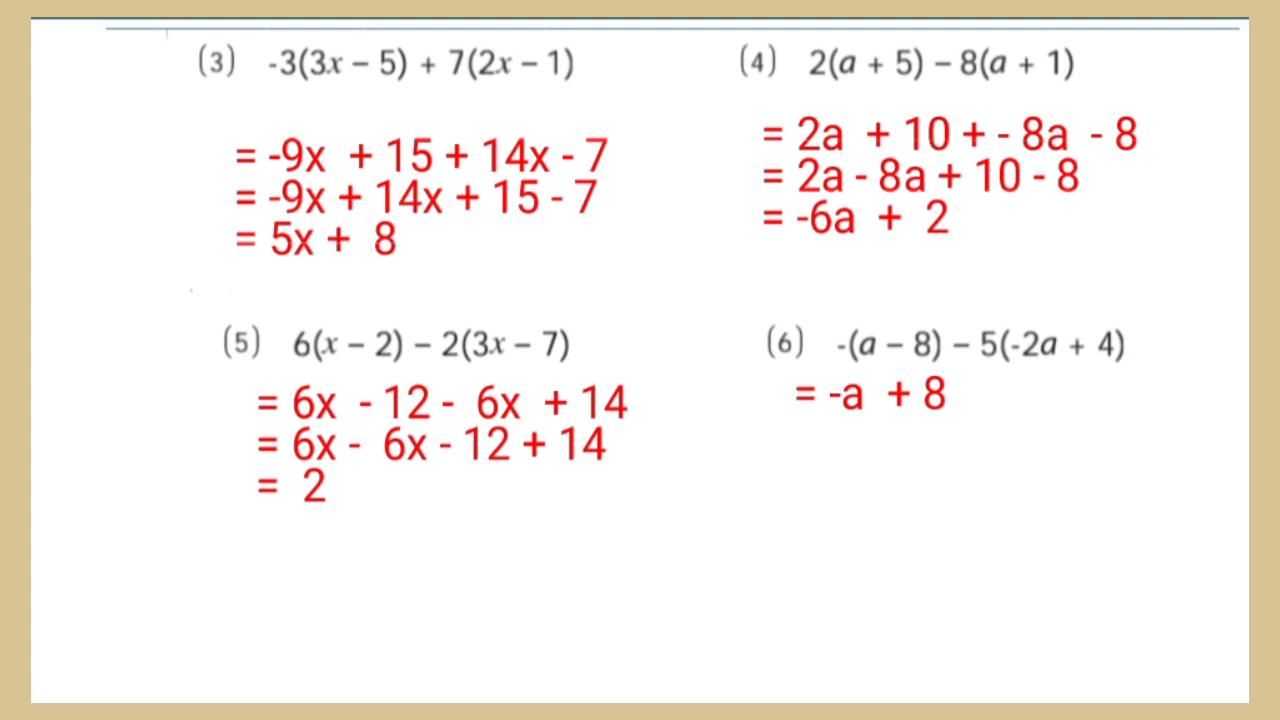 (3) -3(3x – 5) + 7(2x – 1)
= -9x + 15 + 14x - 7
= -9x + 14x + 15 - 7
= 5x + 8
(4) 2(a + 5) – 8(a + 1)
= 2a + 10 + - 8a - 8
= 2a - 8a + 10 - 8
= -6a + 2
(5) 6(x – 2) – 2(3x – 7)
= 6x - 12 - 6x + 14
= 6x - 6x - 12 + 14
= 2
(6) -(a – 8) – 5(-2a + 4)
= -a + 8